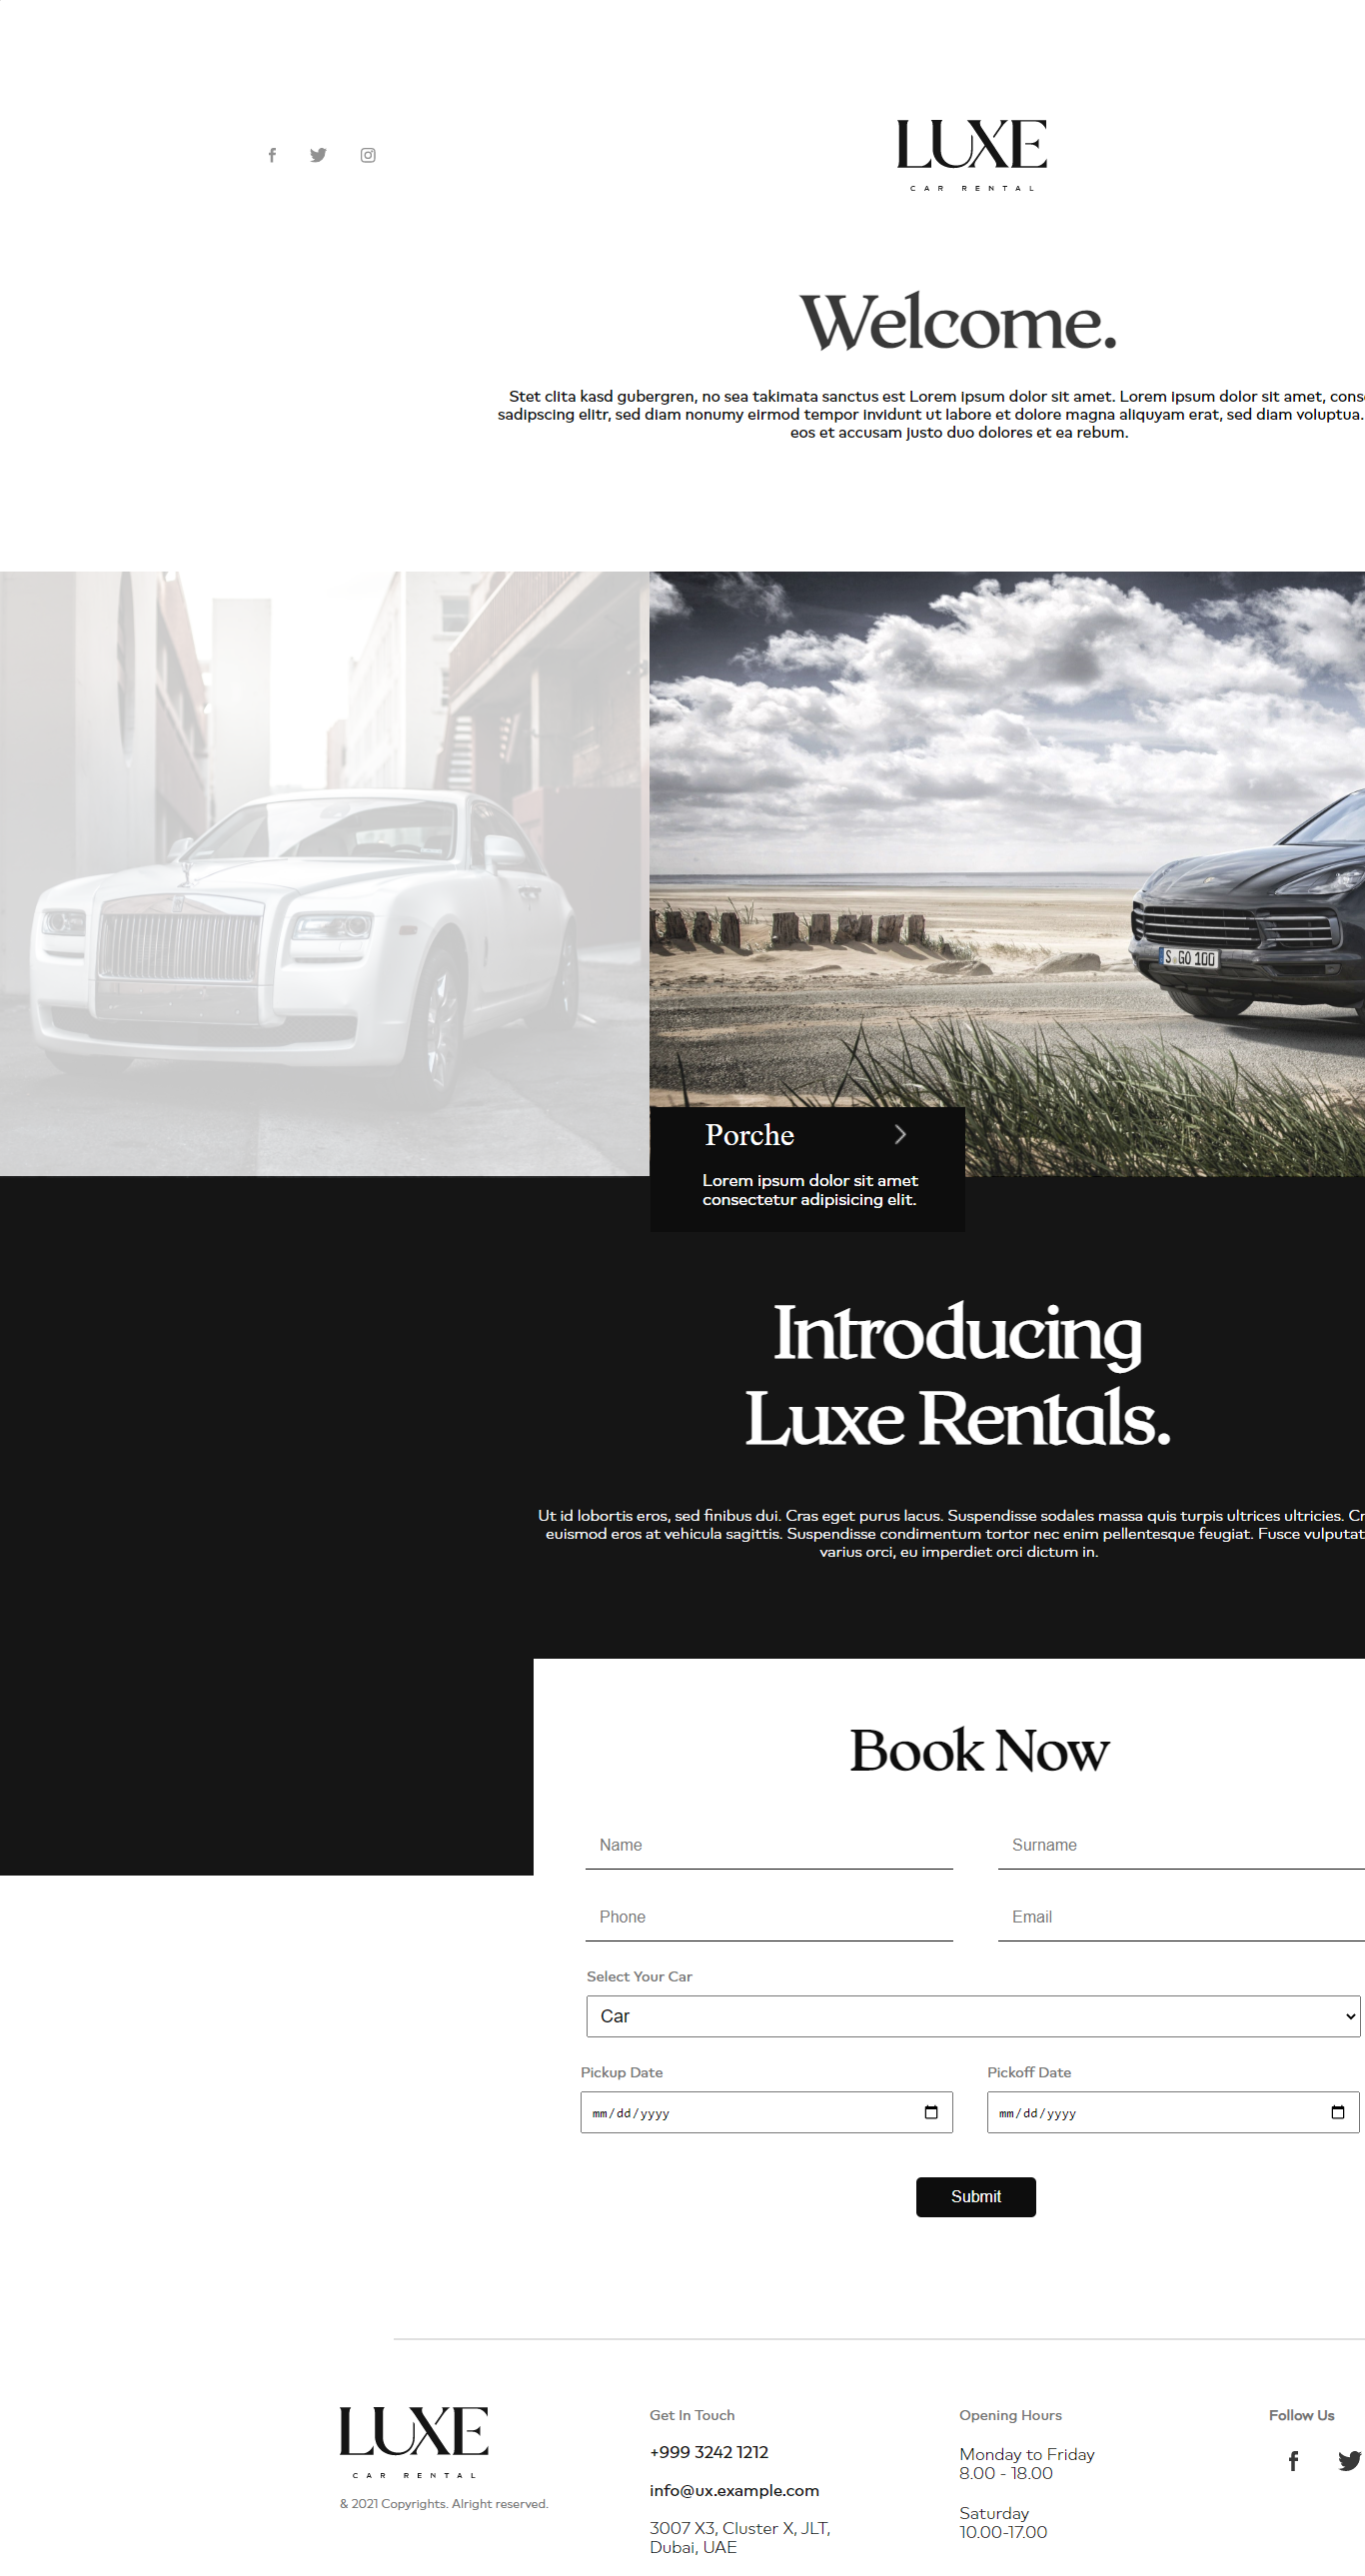 LUXE
CAR RENTAL
Welcome.
Stet clita kasd gubergren, no sea takimata sanctus est Lorem ipsum dolor sit amet. Lorem ipsum dolor sit amet,
sadipscing elitr, sed diam nonumy eirmod tempor invidunt ut labore et dolore magna aliquyam erat, sed diam voluptua.
eos et accusam justo duo dolores et ea rebum.
S GO 100
Porche
Lorem ipsum dolor sit amet
consectetur adipisicing elit.
Introducing
Luxe Rentals.
Ut id lobortis eros, sed finibus dui. Cras eget purus lacus. Suspendisse sodales massa quis turpis ultrices ultricies.
euismod eros at vehicula sagittis. Suspendisse condimentum tortor nec enim pellentesque feugiat. Fusce
varius orci, eu imperdiet orci dictum in.
Book Now
Name Surname
Phone Email
Select Your Car
Car
Pickup Date Pickoff Date
mm/dd/yyyy mm/dd/yyyy
Submit
LUXE
CAR RENTAL
& 2021 Copyrights. Alright reserved.
Get In Touch
+999 3242 1212
info@ux.example.com
3007 X3, Cluster X, JLT,
Dubai, UAE
Opening Hours
Monday to Friday
8.00 - 18.00
Saturday
10.00-17.00
Follow Us